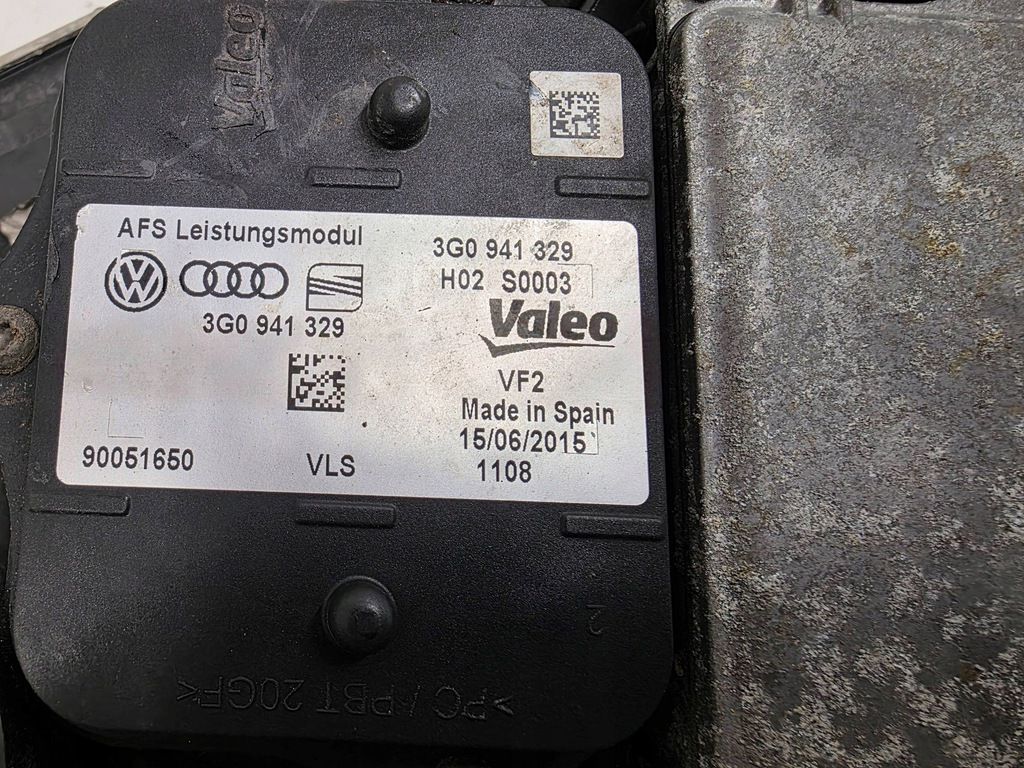 Valeo
AFS Leistungsmodul
3G0 941 329
3G0 941 329
H02 S0003
Valeo
VF2
Made in Spain
15/06/2015
1108
90051650
VLS
2
>PC/PBT 20GF<